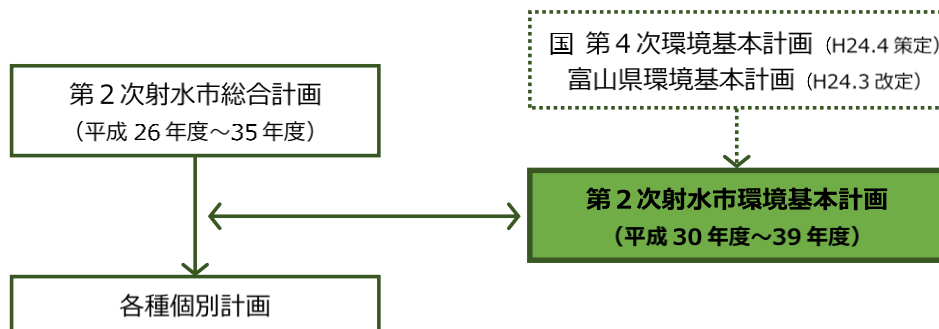 第２次射水市総合計画
（平成 26 年度～35 年度）
国 第４次環境基本計画（H24.4 策定）
富山県環境基本計画（H24.3 改定）
第２次射水市環境基本計画
（平成 30 年度～39 年度）
各種個別計画